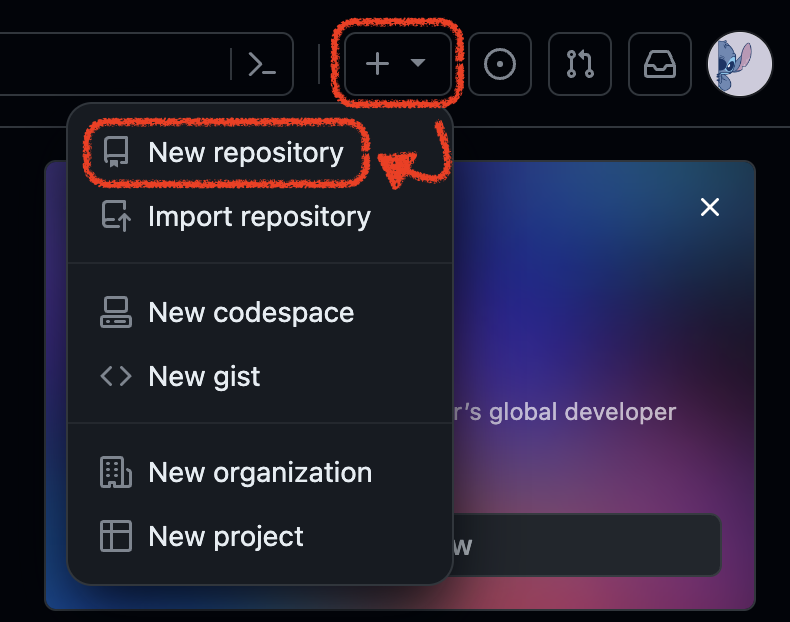 New repository
Import repository
New codespace
New gist
r's global developer
New organization
New project
w